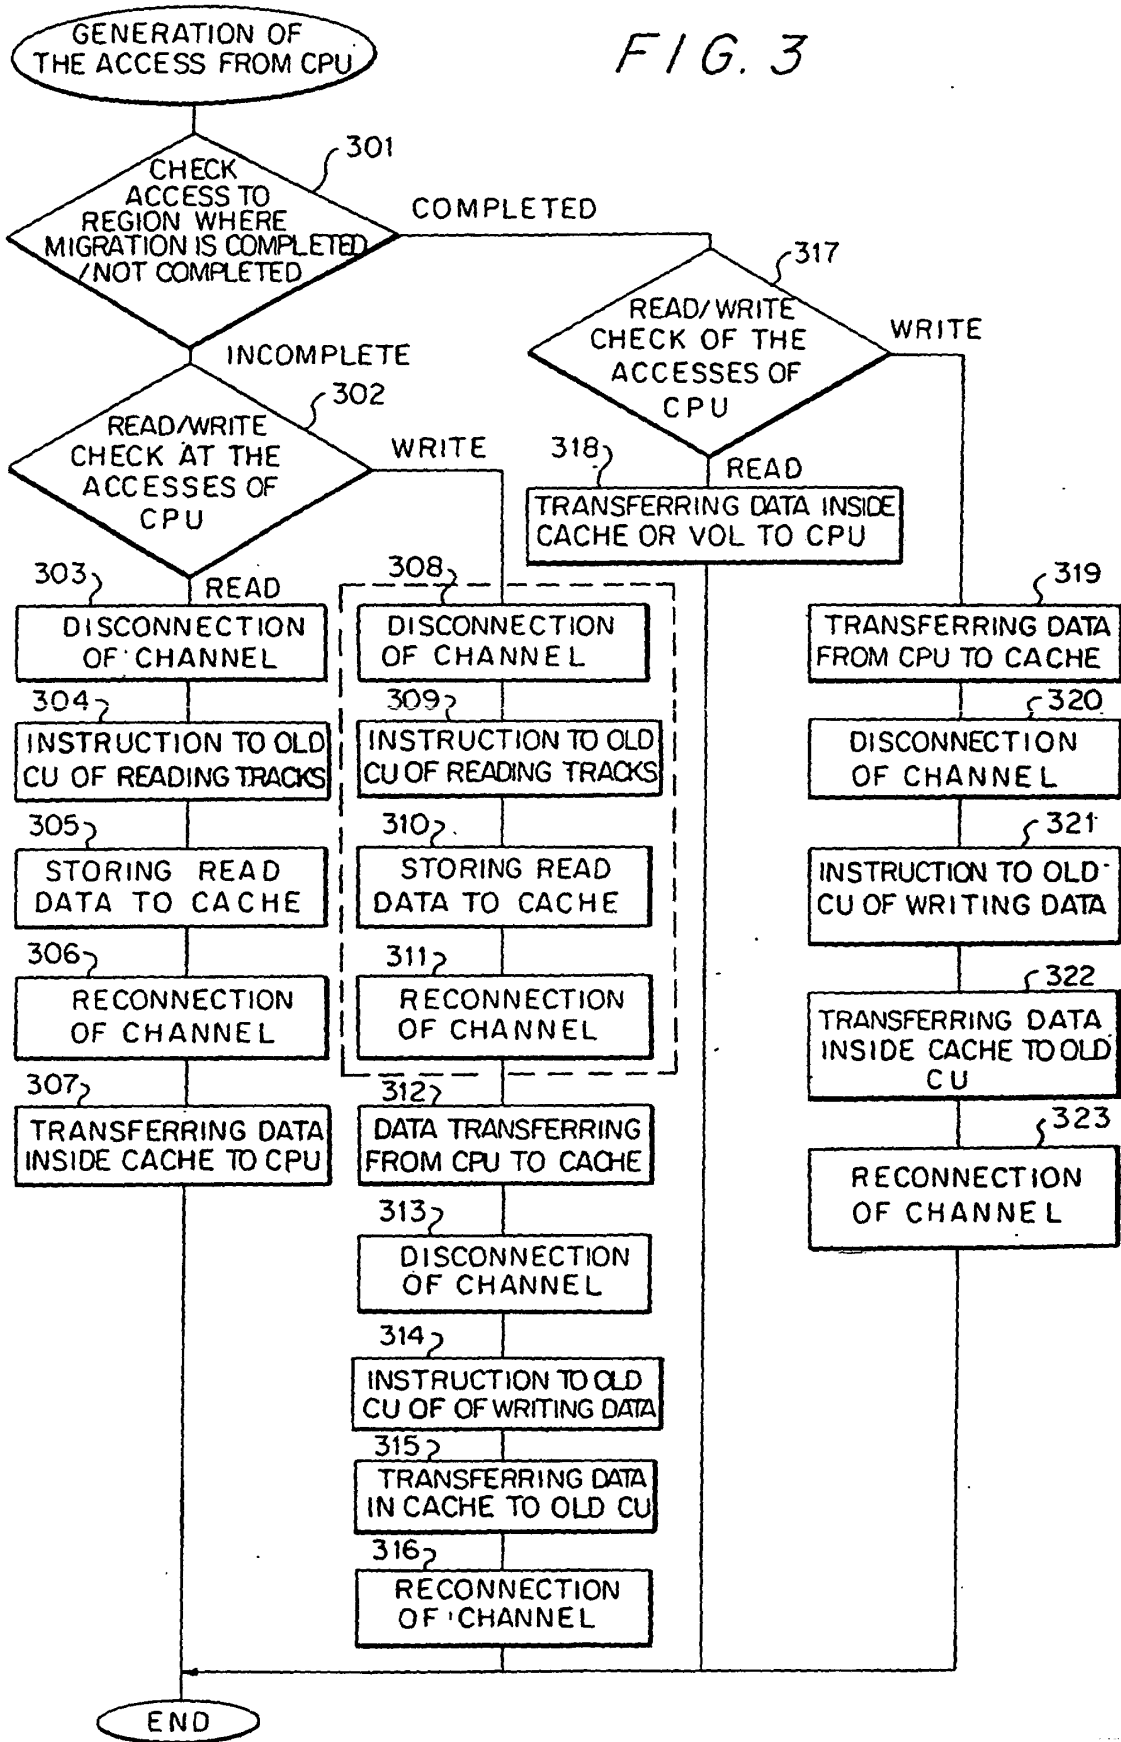 FIG. 3
GENERATION OF
THE ACCESS FROM CPU
301
CHECK
ACCESS TO
REGION WHERE
MIGRATION IS COMPLETED
/NOT COMPLETED
COMPLETED
INCOMPLETE
302
READ/WRITE
CHECK AT THE
ACCESSES OF
CPU
WRITE
READ
303
DISCONNECTION
OF CHANNEL
304
INSTRUCTION TO OLD
CU OF READING TRACKS
305
STORING READ
DATA TO CACHE
306
RECONNECTION
OF CHANNEL
307
TRANSFERRING DATA
INSIDE CACHE TO CPU
308
DISCONNECTION
OF CHANNEL
309
INSTRUCTION TO OLD
CU OF READING TRACKS
310
STORING READ
DATA TO CACHE
311
RECONNECTION
OF CHANNEL
312
DATA TRANSFERRING
FROM CPU TO CACHE
313
DISCONNECTION
OF CHANNEL
314
INSTRUCTION TO OLD
CU OF OF WRITING DATA
315
TRANSFERRING DATA
IN CACHE TO OLD CU
316
RECONNECTION
OF CHANNEL
317
READ/WRITE
CHECK OF THE
ACCESSES OF
CPU
WRITE
READ
318
TRANSFERRING DATA INSIDE
CACHE OR VOL TO CPU
319
TRANSFERRING DATA
FROM CPU TO CACHE
320
DISCONNECTION
OF CHANNEL
321
INSTRUCTION TO OLD
CU OF WRITING DATA
322
TRANSFERRING DATA
INSIDE CACHE TO OLD
CU
323
RECONNECTION
OF CHANNEL
END